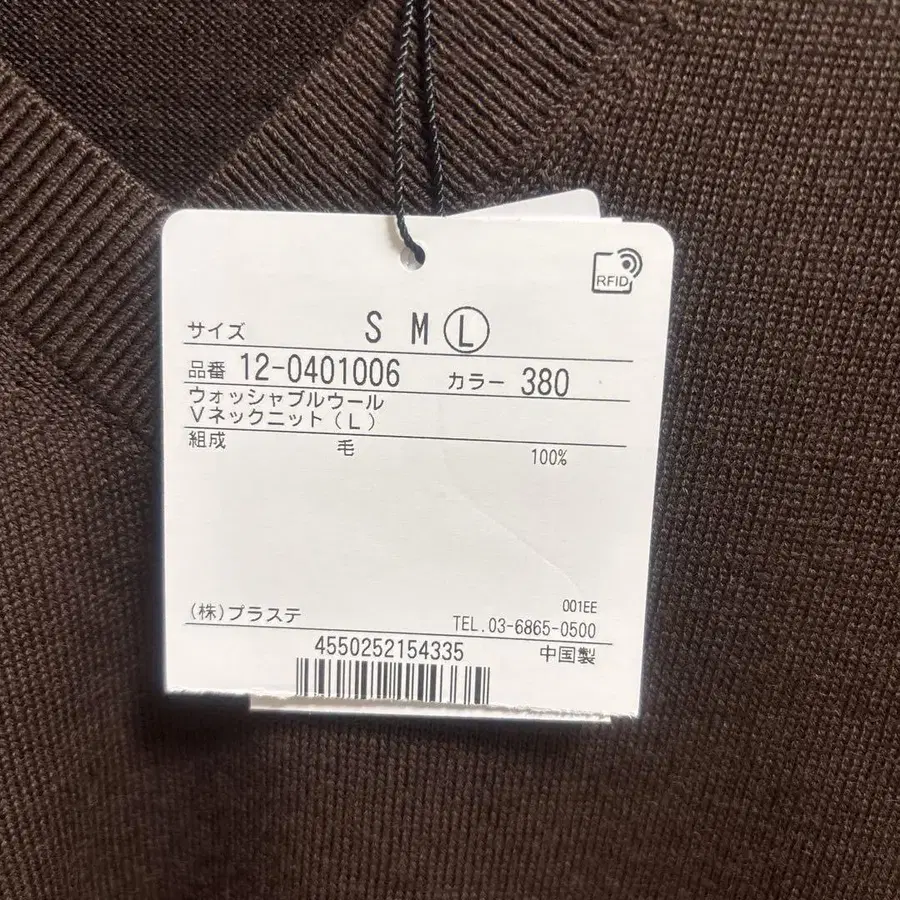 RFID
サイズ S M L
品番 12-0401006 カラー 380
ウォッシャブルウール
Vネックニット(L)
組成 毛 100%
001EE
(株)プラステ TEL.03-6865-0500
4550252154335 中国製